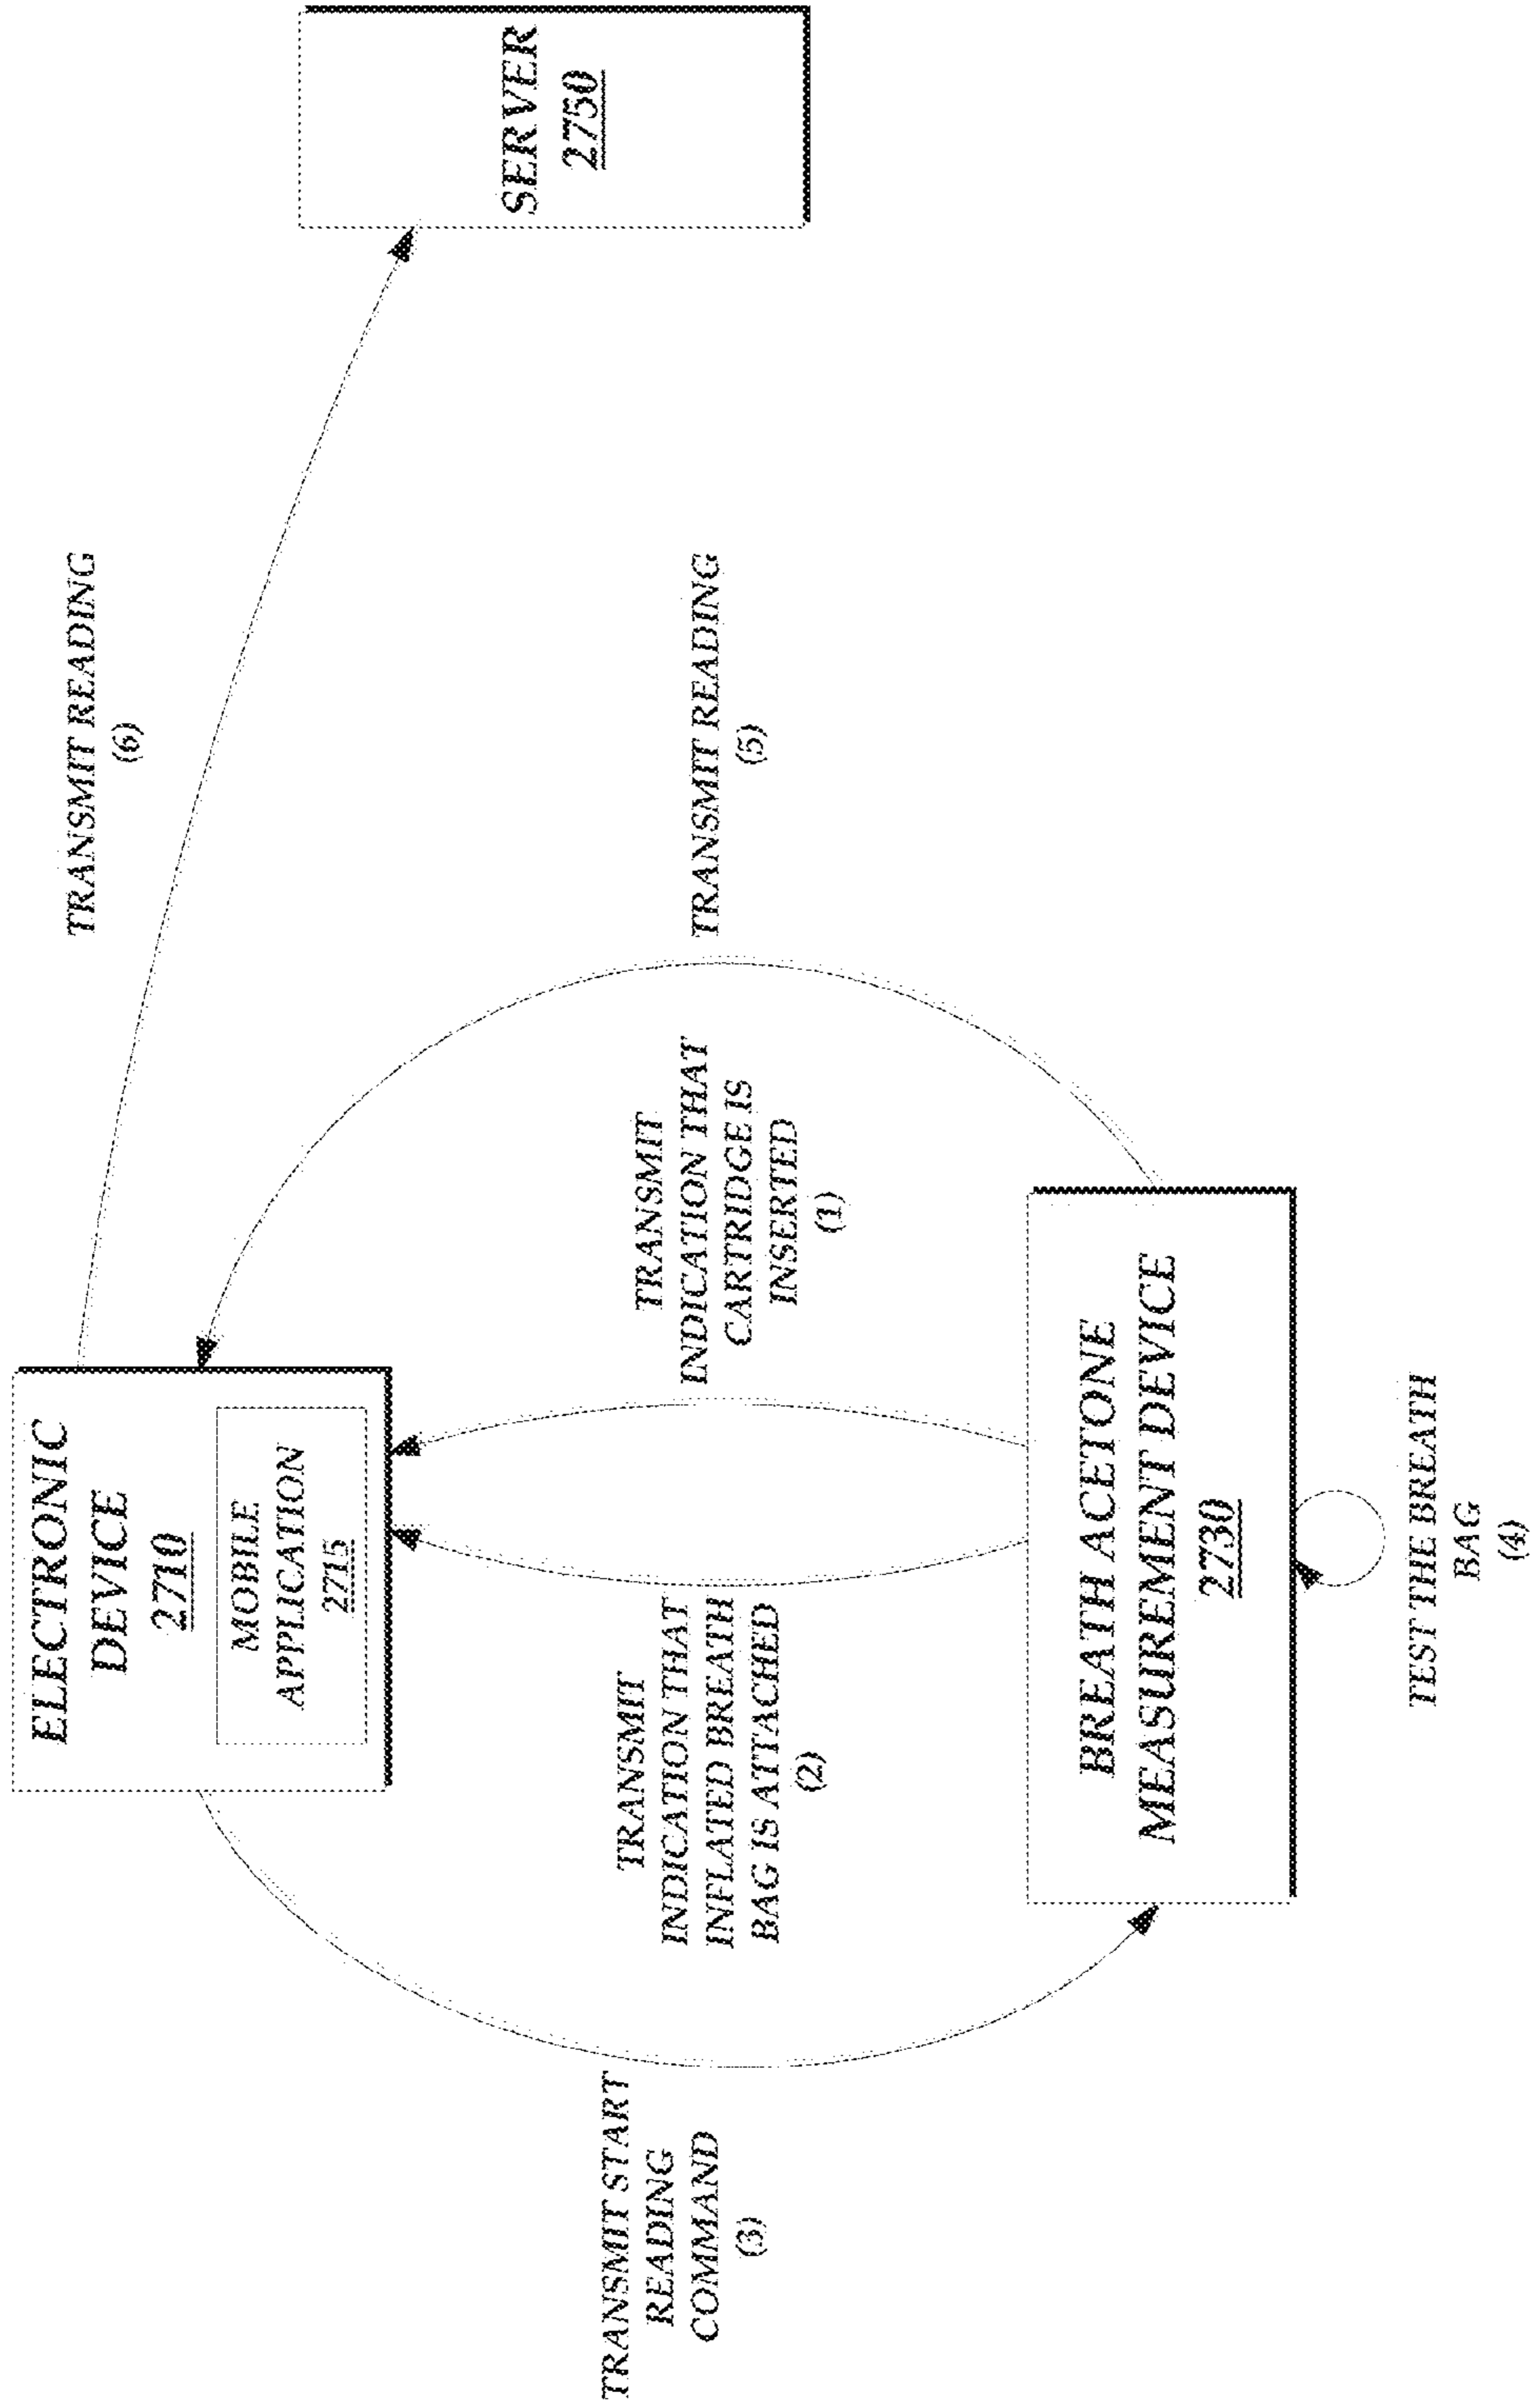 ELECTRONIC
DEVICE
2710
MOBILE
APPLICATION
2715
TRANSMIT READING
(6)
SERVER
2750
TRANSMIT START
READING
COMMAND
(3)
TRANSMIT
INDICATION THAT
INFLATED BREATH
BAG IS ATTACHED
(2)
TRANSMIT
INDICATION THAT
CARTRIDGE IS
INSERTED
(1)
TRANSMIT READING
(5)
BREATH ACETONE
MEASUREMENT DEVICE
2730
TEST THE BREATH
BAG
(4)